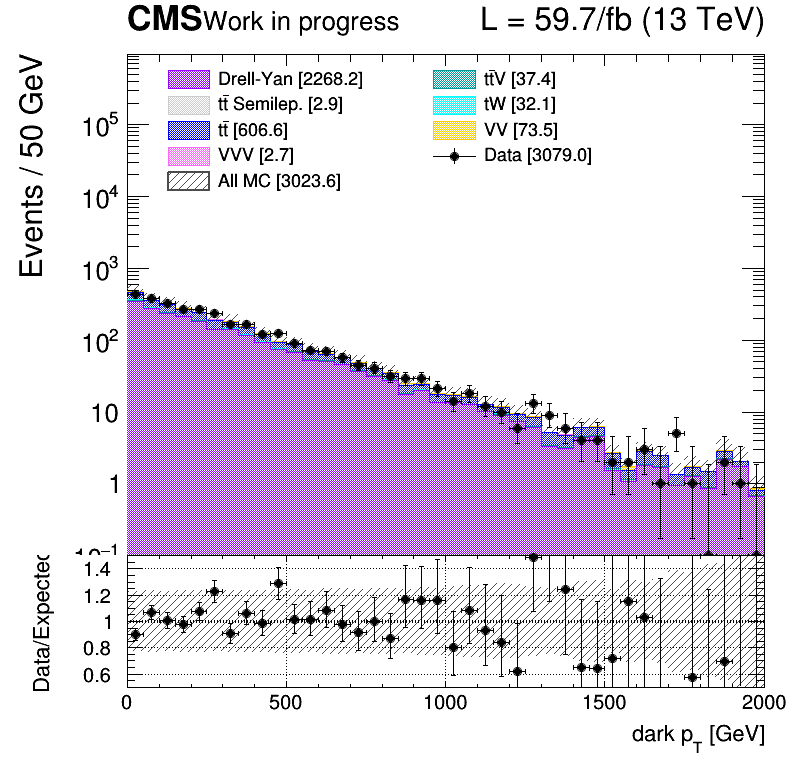 CMS Work in progress L = 59.7/fb (13 TeV)
Events / 50 GeV
Drell-Yan [2268.2] tt̄V [37.4]
tt̄ Semilep. [2.9] tW [32.1]
tt̄ [606.6] VV [73.5]
VVV [2.7] Data [3079.0]
All MC [3023.6]
10⁵
10⁴
10³
10²
10
1
10⁻¹
Data/Expected
1.4
1.2
1
0.8
0.6
0 500 1000 1500 2000
dark p_T [GeV]